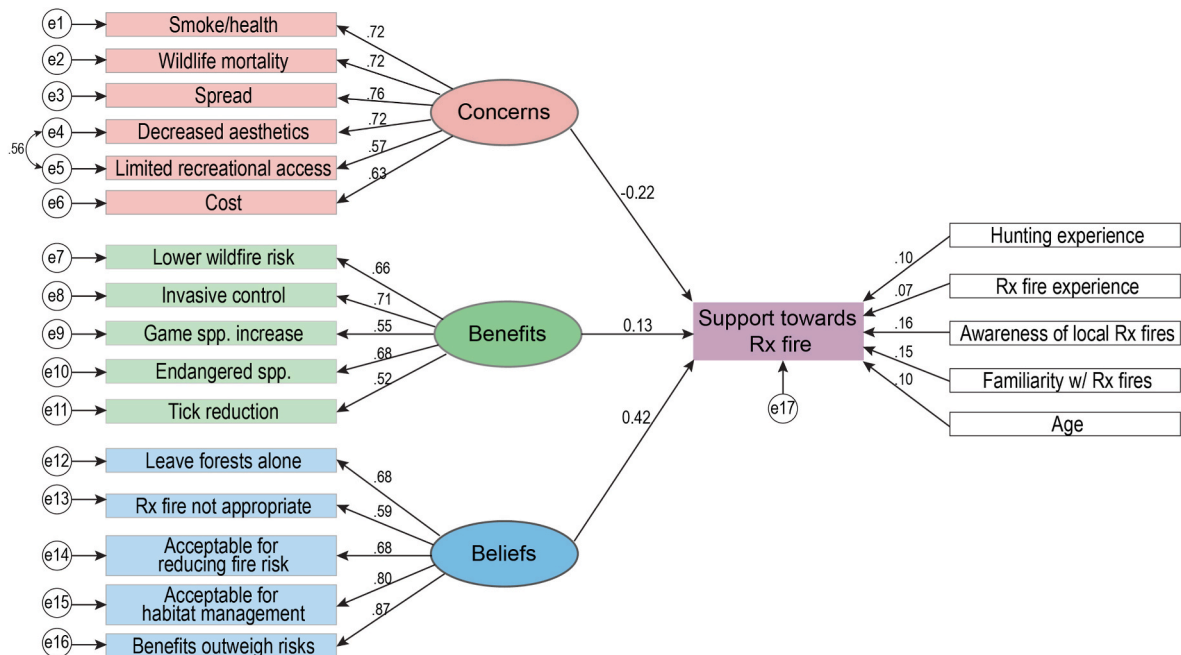 e1
Smoke/health
.72
e2
Wildlife mortality
.72
e3
Spread
.76
Concerns
e4
Decreased aesthetics
.72
.56
e5
Limited recreational access
.57
e6
Cost
.63
-0.22
e7
Lower wildfire risk
.66
e8
Invasive control
.71
e9
Game spp. increase
.55
Benefits
e10
Endangered spp.
.68
e11
Tick reduction
.52
0.13
Support towards
Rx fire
e17
Hunting experience
.10
Rx fire experience
.07
Awareness of local Rx fires
.16
Familiarity w/ Rx fires
.15
Age
.10
0.42
e12
Leave forests alone
.68
e13
Rx fire not appropriate
.59
e14
Acceptable for
reducing fire risk
.68
Beliefs
e15
Acceptable for
habitat management
.80
e16
Benefits outweigh risks
.87